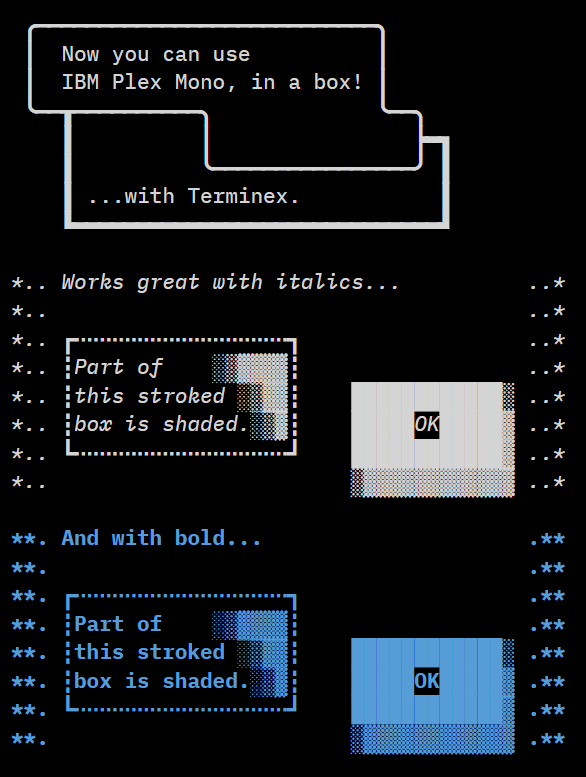 Now you can use
IBM Plex Mono, in a box!
...with Terminex.
*.. Works great with italics... ..*
*.. ..*
*.. ..*
*.. Part of ..*
*.. this stroked ..*
*.. box is shaded. OK ..*
*.. ..*
*.. ..*
**. And with bold... .**
**. .**
**. .**
**. Part of .**
**. this stroked .**
**. box is shaded. OK .**
**. .**
**. .**